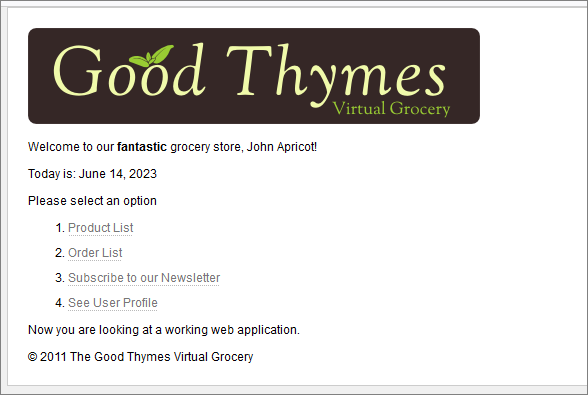 Good Thymes
Virtual Grocery
Welcome to our fantastic grocery store, John Apricot!
Today is: June 14, 2023
Please select an option
1. Product List
2. Order List
3. Subscribe to our Newsletter
4. See User Profile
Now you are looking at a working web application.
© 2011 The Good Thymes Virtual Grocery